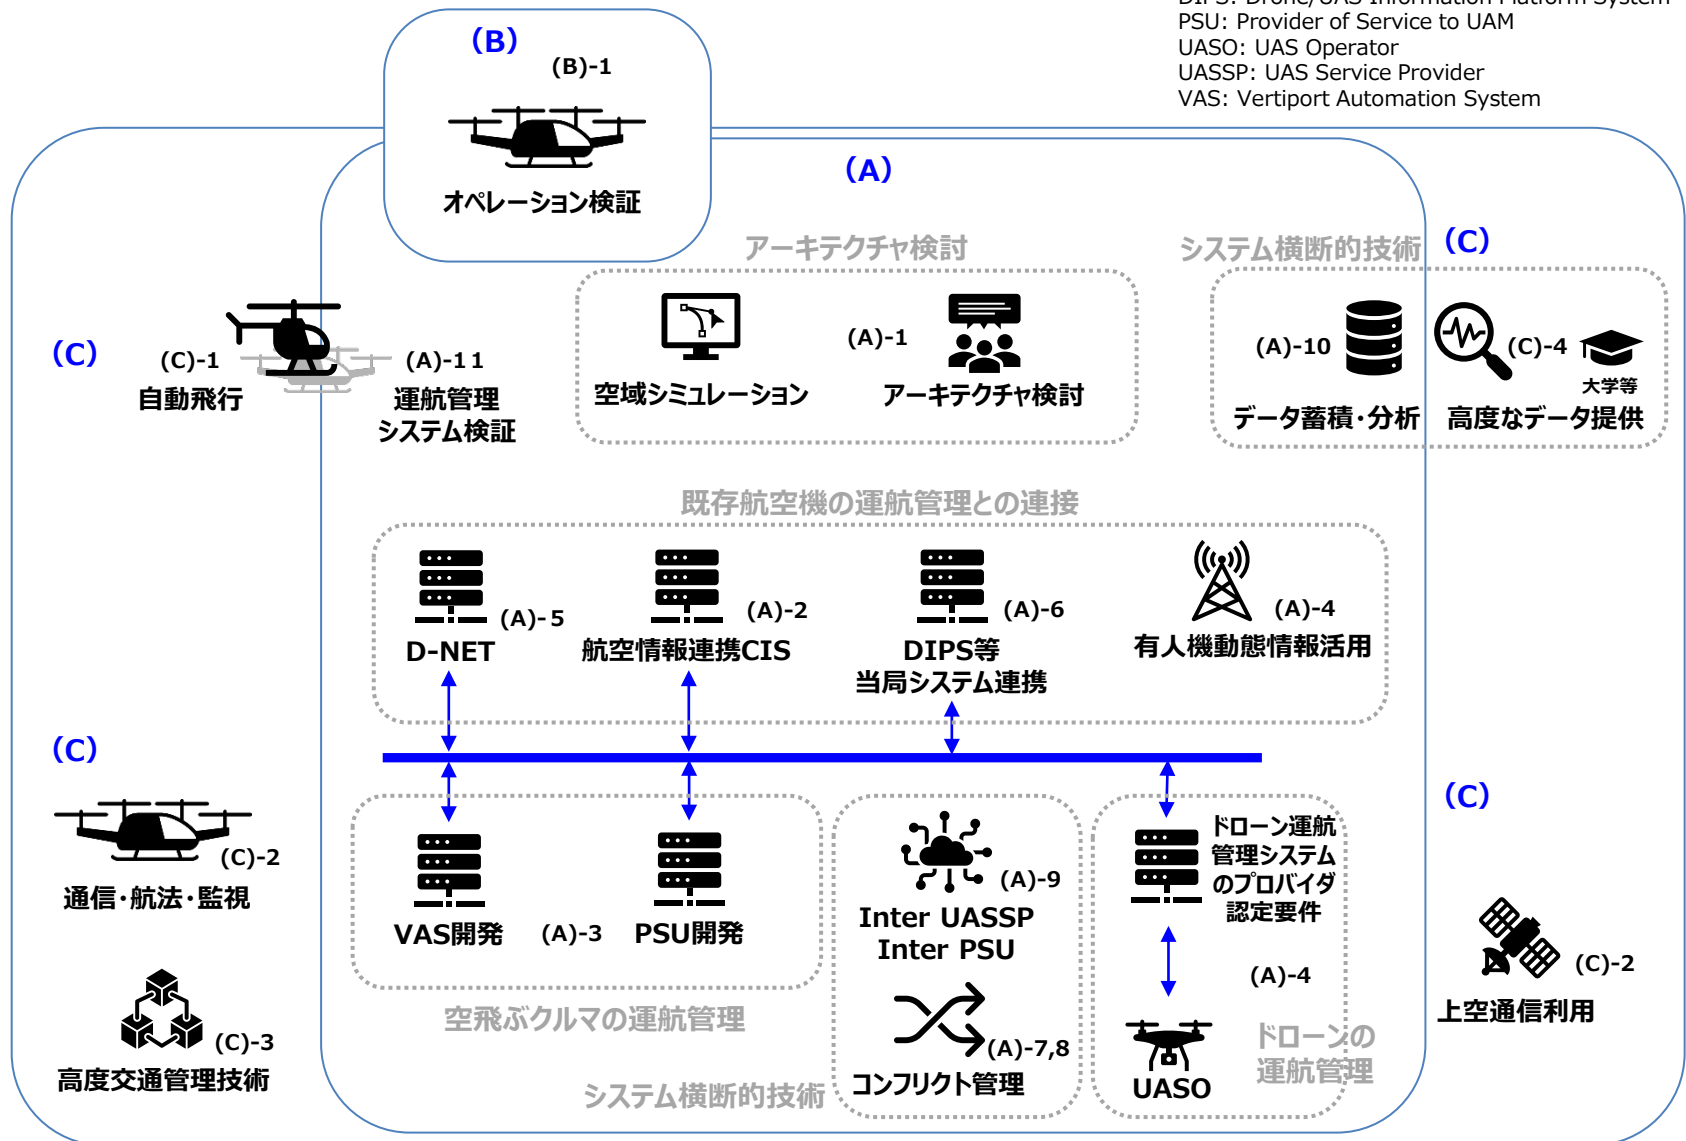 DIPS: Drone/UAS Information Platform System
PSU: Provider of Service to UAM
UASO: UAS Operator
UASSP: UAS Service Provider
VAS: Vertiport Automation System
(B)
(B)-1
オペレーション検証
(A)
アーキテクチャ検討
システム横断的技術
(C)
(C)
(C)-1
自動飛行
(A)-11
運航管理
システム検証
空域シミュレーション
(A)-1
アーキテクチャ検討
(A)-10
データ蓄積・分析
(C)-4
大学等
高度なデータ提供
既存航空機の運航管理との連接
(A)-5
D-NET
(A)-2
航空情報連携CIS
(A)-6
DIPS等
当局システム連携
(A)-4
有人機動態情報活用
(C)
(C)
(C)-2
通信・航法・監視
VAS開発
(A)-3
PSU開発
空飛ぶクルマの運航管理
(A)-9
Inter UASSP
Inter PSU
ドローン運航
管理システム
のプロバイダ
認定要件
(A)-4
(C)-2
上空通信利用
(C)-3
高度交通管理技術
(A)-7,8
コンフリクト管理
システム横断的技術
UASO
ドローンの
運航管理